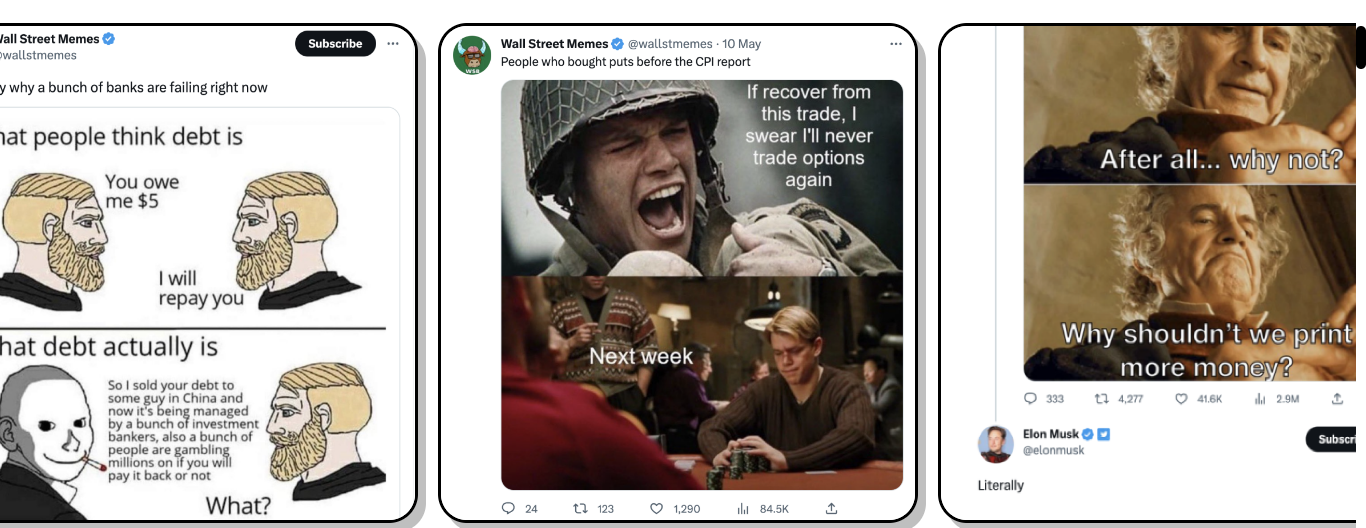 Wall Street Memes
@wallstmemes
Subscribe
y why a bunch of banks are failing right now
hat people think debt is
You owe
me $5
I will
repay you
hat debt actually is
So I sold your debt to
some guy in China and
now it's being managed
by a bunch of investment
bankers, also a bunch of
people are gambling
millions on if you will
pay it back or not
What?
WSB
Wall Street Memes @wallstmemes · 10 May
People who bought puts before the CPI report
If recover from
this trade, I
swear I'll never
trade options
again
Next week
24 123 1,290 84.5K
After all... why not?
Why shouldn't we print
more money?
333 4,277 41.6K 2.9M
Elon Musk
@elonmusk
Subscri
Literally